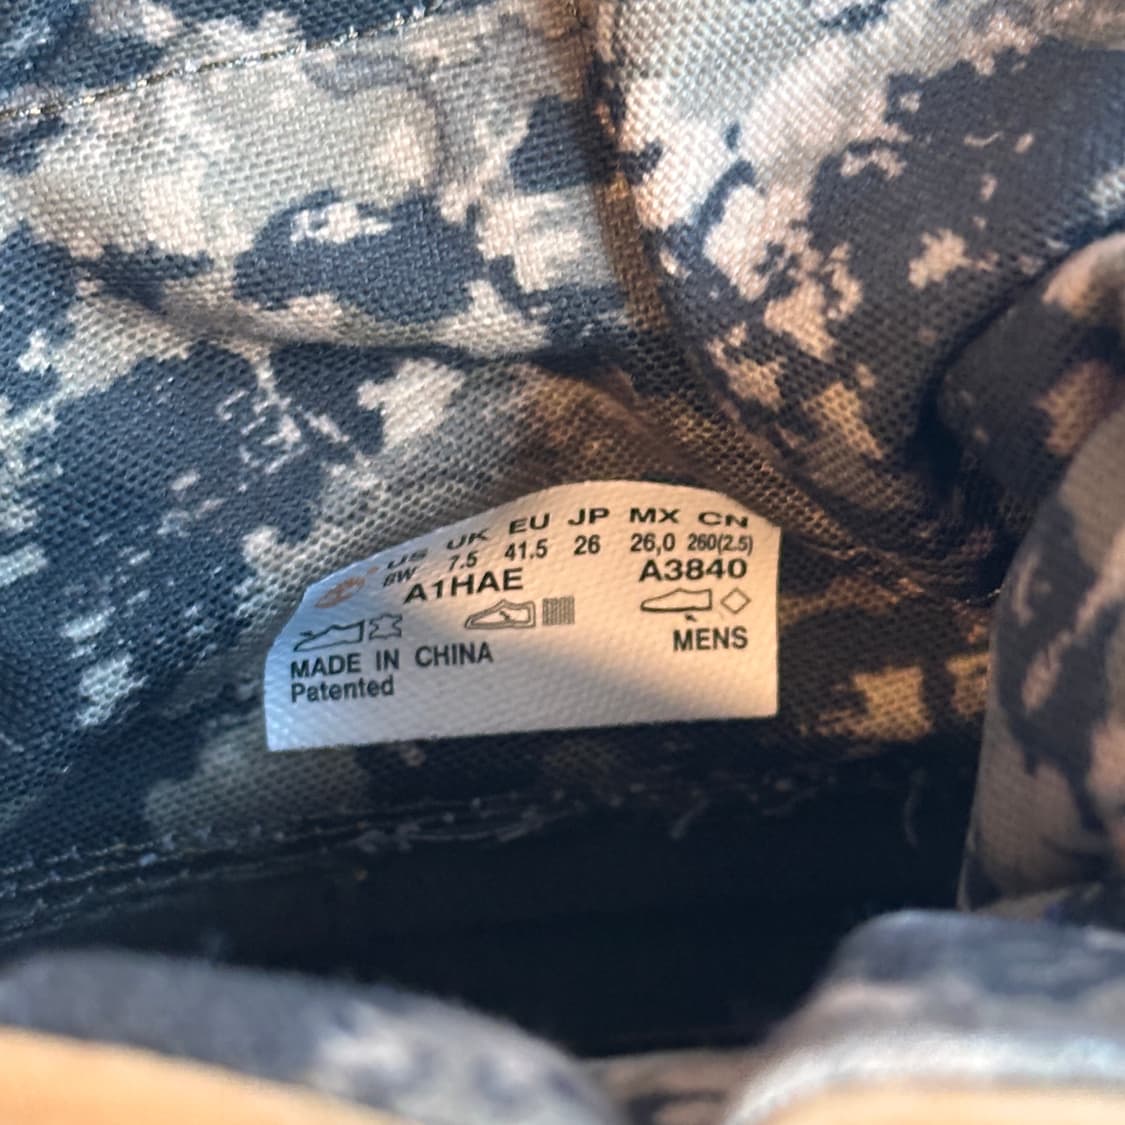 US UK EU JP MX CN
8W 7.5 41.5 26 26,0 260(2.5)
A1HAE A3840
MENS
MADE IN CHINA
Patented